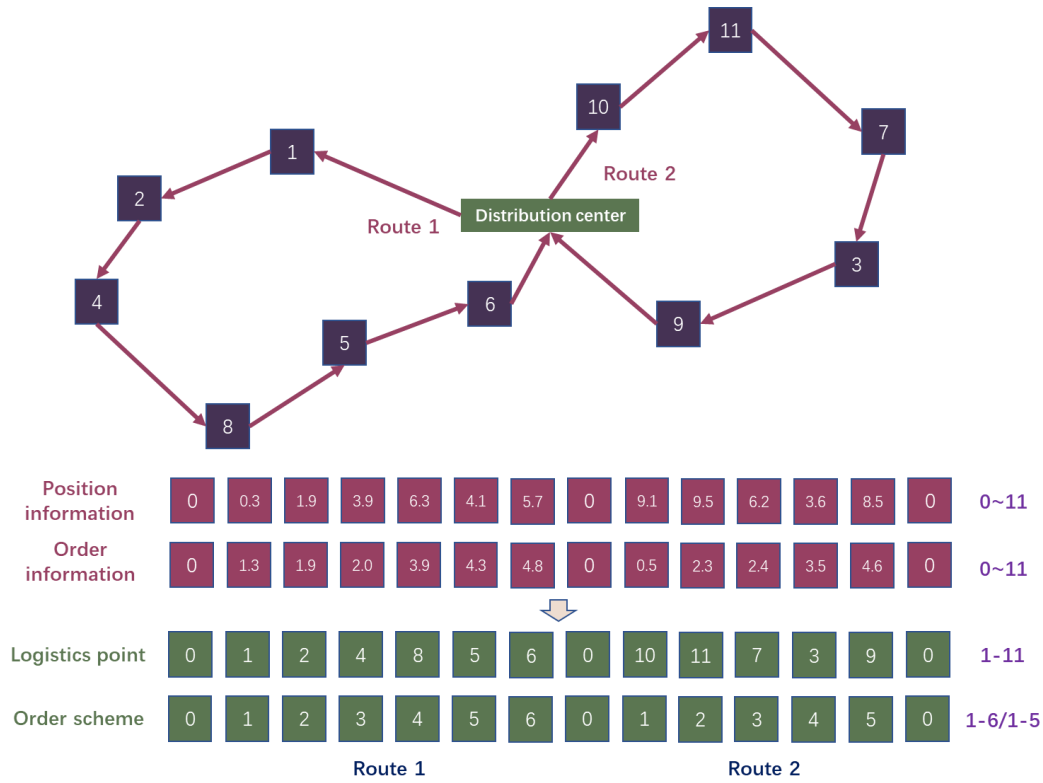 11
10
7
1
Route 2
2
Distribution center
Route 1
3
4
6
9
5
8
Position information 0 0.3 1.9 3.9 6.3 4.1 5.7 0 9.1 9.5 6.2 3.6 8.5 0 0~11
Order information 0 1.3 1.9 2.0 3.9 4.3 4.8 0 0.5 2.3 2.4 3.5 4.6 0 0~11
Logistics point 0 1 2 4 8 5 6 0 10 11 7 3 9 0 1-11
Order scheme 0 1 2 3 4 5 6 0 1 2 3 4 5 0 1-6/1-5
Route 1 Route 2